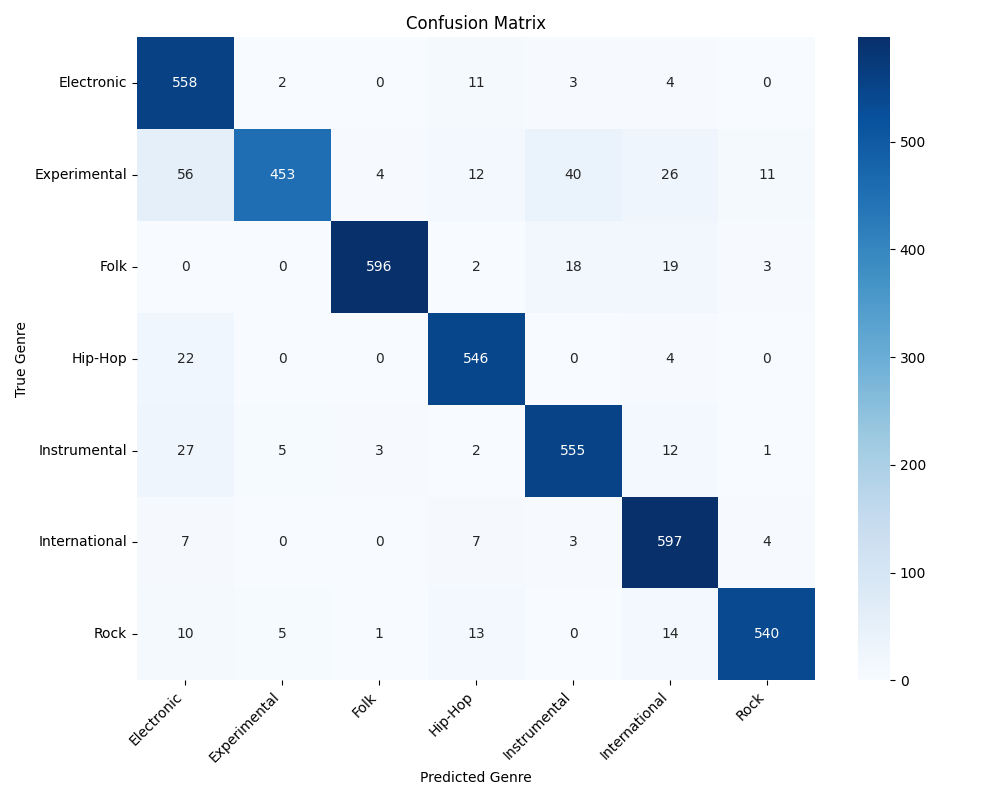 Confusion Matrix
Electronic 558 2 0 11 3 4 0
Experimental 56 453 4 12 40 26 11
Folk 0 0 596 2 18 19 3
Hip-Hop 22 0 0 546 0 4 0
Instrumental 27 5 3 2 555 12 1
International 7 0 0 7 3 597 4
Rock 10 5 1 13 0 14 540
True Genre
Electronic Experimental Folk Hip-Hop Instrumental International Rock
Predicted Genre
500
400
300
200
100
0